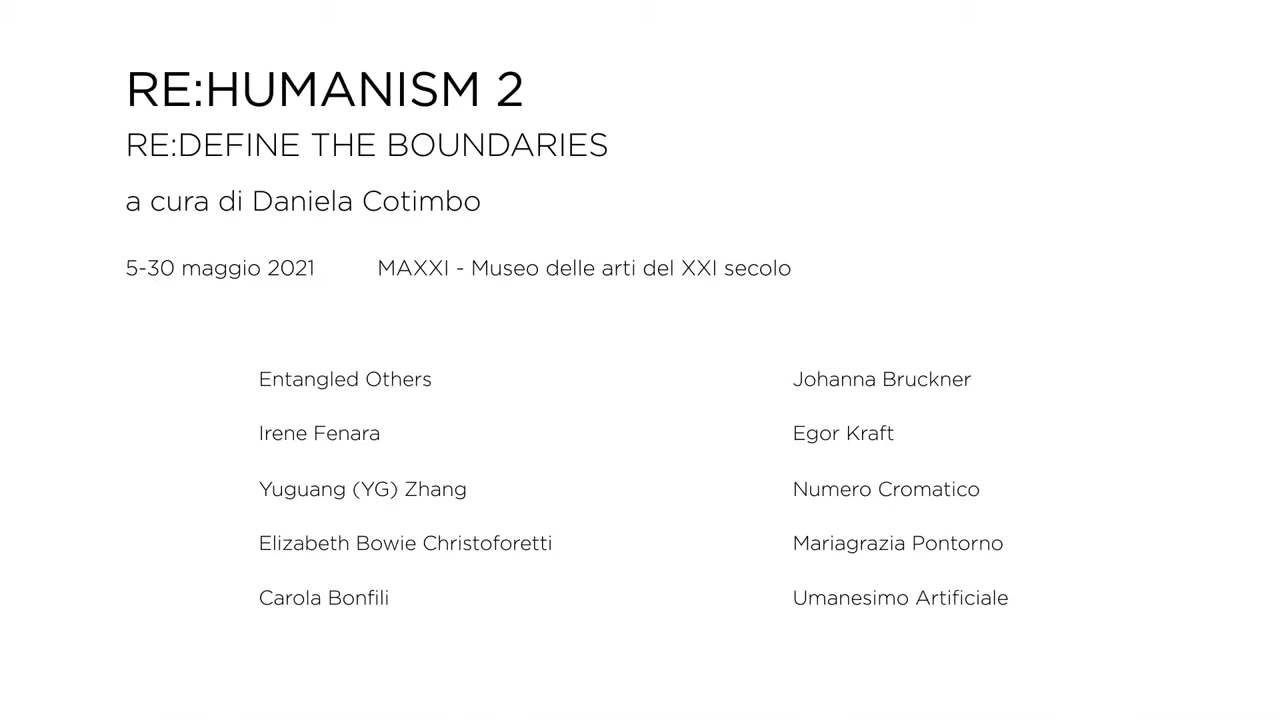 RE:HUMANISM 2
RE:DEFINE THE BOUNDARIES
a cura di Daniela Cotimbo
5-30 maggio 2021 MAXXI - Museo delle arti del XXI secolo
Entangled Others
Irene Fenara
Yuguang (YG) Zhang
Elizabeth Bowie Christoforetti
Carola Bonfili
Johanna Bruckner
Egor Kraft
Numero Cromatico
Mariagrazia Pontorno
Umanesimo Artificiale